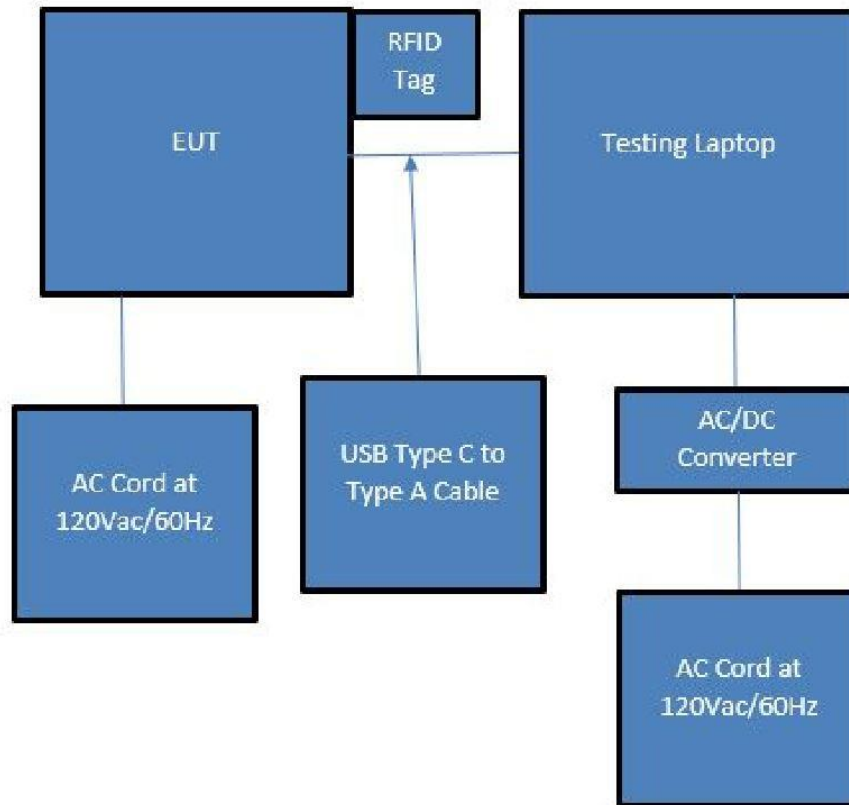 RFID
Tag
EUT
Testing Laptop
AC/DC
Converter
USB Type C to
Type A Cable
AC Cord at
120Vac/60Hz
AC Cord at
120Vac/60Hz